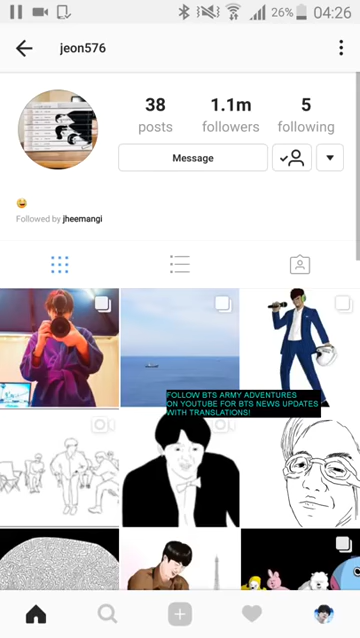 26% 04:26
jeon576
38 1.1m 5
posts followers following
Message
Followed by jheemangi
FOLLOW BTS ARMY ADVENTURES
ON YOUTUBE FOR BTS NEWS UPDATES
WITH TRANSLATIONS!